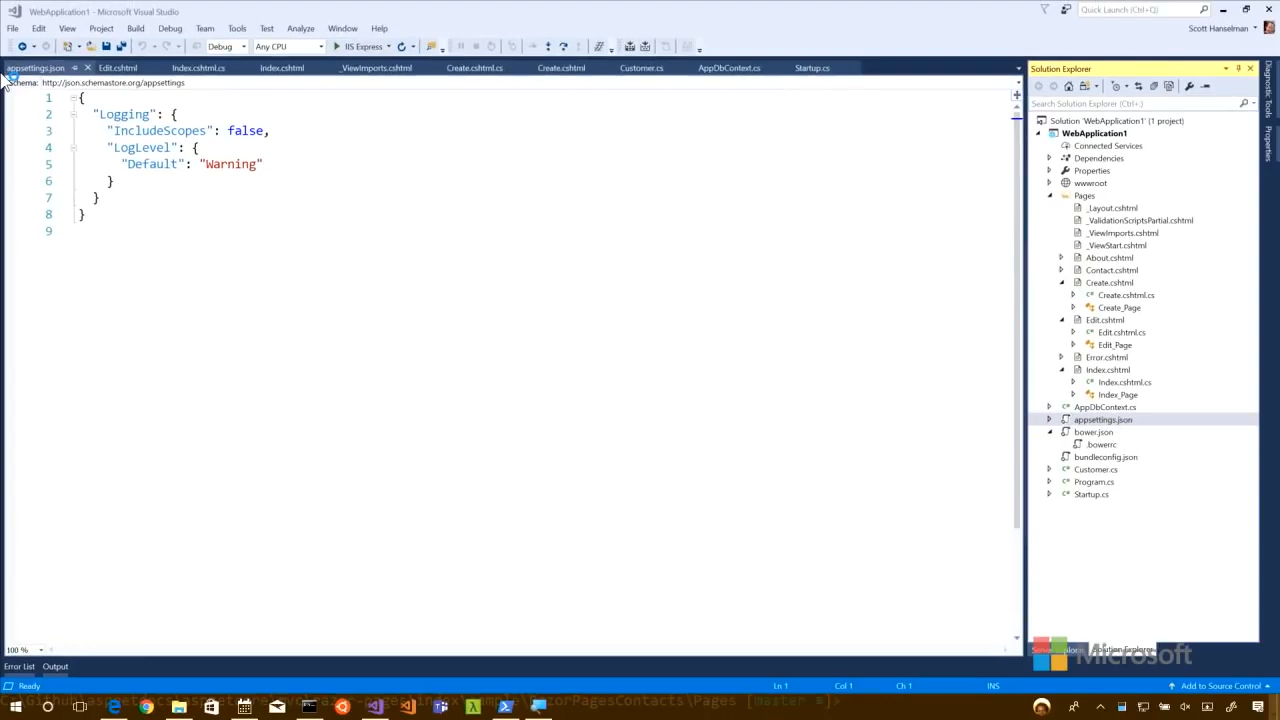 WebApplication1 - Microsoft Visual Studio
Quick Launch (Ctrl+Q)
File Edit View Project Build Debug Team Tools Test Analyze Window Help
Scott Hanselman
Debug Any CPU IIS Express
appsettings.json Edit.cshtml Index.cshtml.cs Index.cshtml _ViewImports.cshtml Create.cshtml.cs Create.cshtml Customer.cs AppDbContext.cs Startup.cs
http://json.schemastore.org/appsettings
1 {
2 "Logging": {
3 "IncludeScopes": false,
4 "LogLevel": {
5 "Default": "Warning"
6 }
7 }
8 }
9
Solution Explorer
Search Solution Explorer (Ctrl+;)
Solution 'WebApplication1' (1 project)
WebApplication1
Connected Services
Dependencies
Properties
wwwroot
Pages
_Layout.cshtml
_ValidationScriptsPartial.cshtml
_ViewImports.cshtml
_ViewStart.cshtml
About.cshtml
Contact.cshtml
Create.cshtml
Create.cshtml.cs
Create_Page
Edit.cshtml
Edit.cshtml.cs
Edit_Page
Error.cshtml
Index.cshtml
Index.cshtml.cs
Index_Page
AppDbContext.cs
appsettings.json
bower.json
.bowerrc
bundleconfig.json
Customer.cs
Program.cs
Startup.cs
Diagnostic Tools
Properties
100 %
Solution Explorer
Microsoft
Error List Output
Ready Ln 1 Col 1 Ch 1 INS Add to Source Control